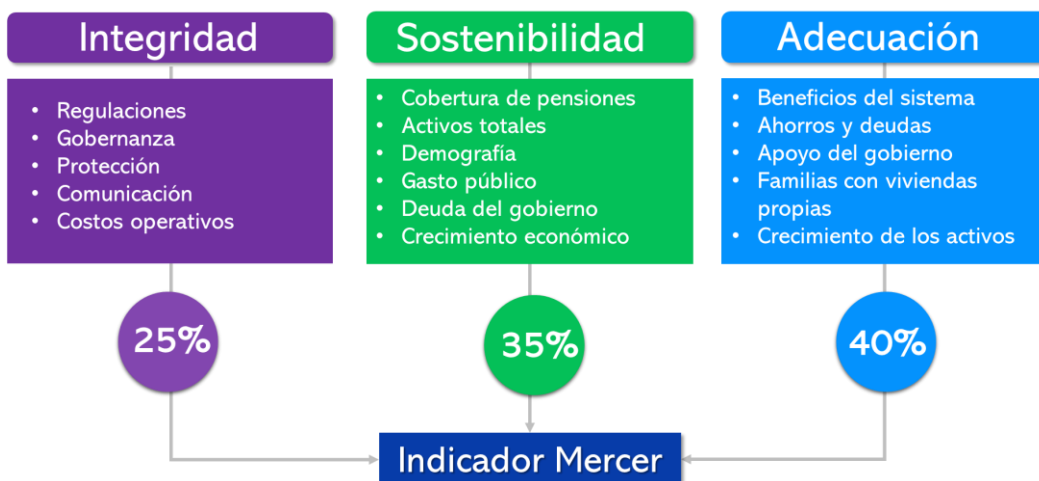 Integridad
• Regulaciones
• Gobernanza
• Protección
• Comunicación
• Costos operativos
25%
Sostenibilidad
• Cobertura de pensiones
• Activos totales
• Demografía
• Gasto público
• Deuda del gobierno
• Crecimiento económico
35%
Adecuación
• Beneficios del sistema
• Ahorros y deudas
• Apoyo del gobierno
• Familias con viviendas
propias
• Crecimiento de los activos
40%
Indicador Mercer